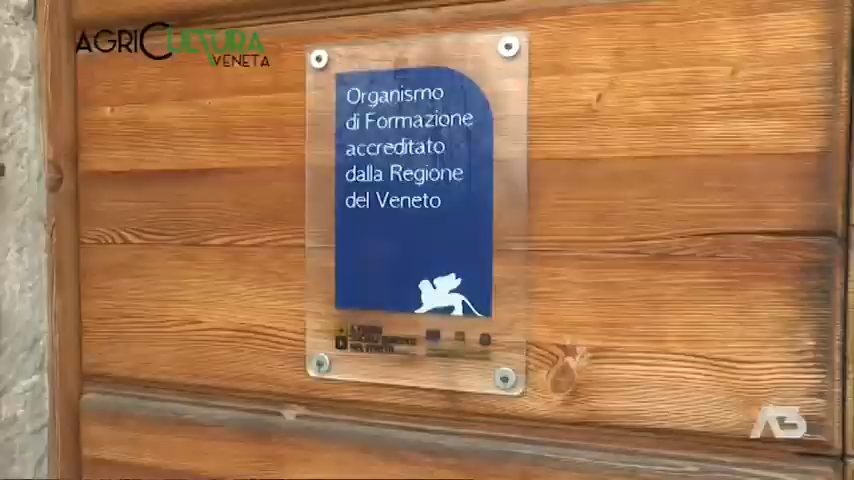 AGRICULTURA
VENETA
Organismo
di Formazione
accreditato
dalla Regione
del Veneto